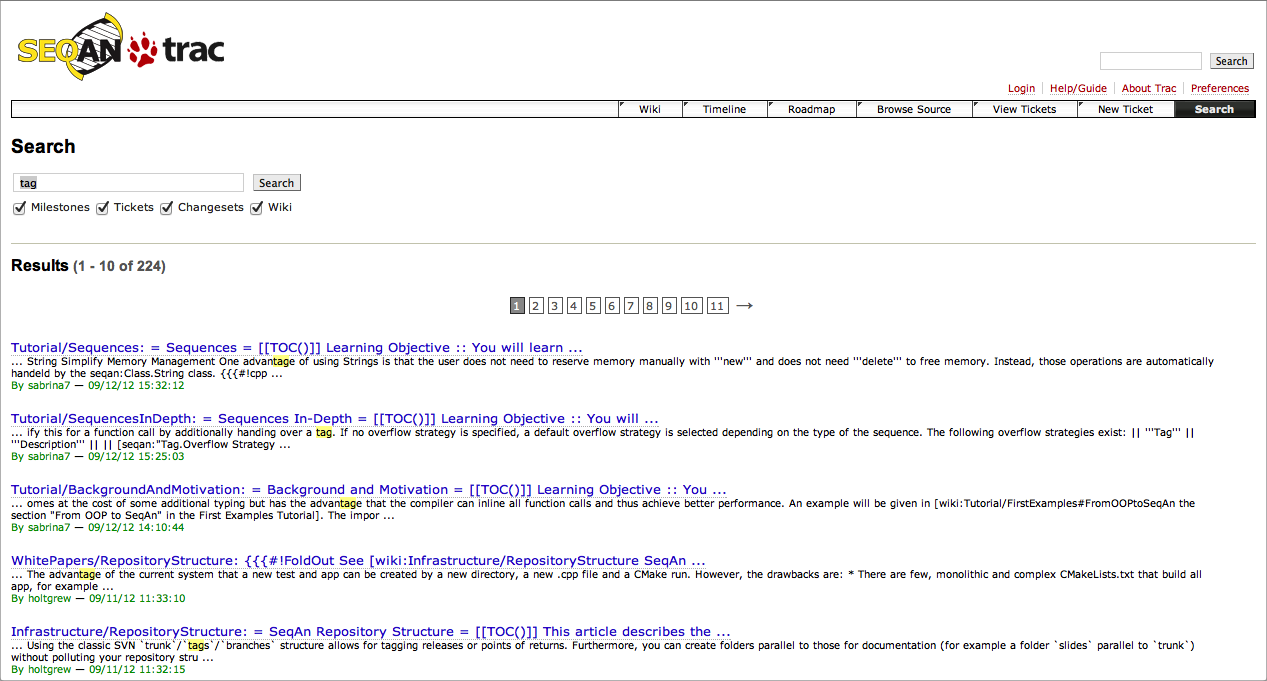 SEQAN trac
Search
Login Help/Guide About Trac Preferences
Wiki Timeline Roadmap Browse Source View Tickets New Ticket Search
Search
tag Search
Milestones Tickets Changesets Wiki
Results (1 - 10 of 224)
1 2 3 4 5 6 7 8 9 10 11 →
Tutorial/Sequences: = Sequences = [[TOC()]] Learning Objective :: You will learn ...
... String Simplify Memory Management One advantage of using Strings is that the user does not need to reserve memory manually with '''new''' and does not need '''delete''' to free memory. Instead, those operations are automatically
handeld by the seqan:Class.String class. {{{#!cpp ...
By sabrina7 — 09/12/12 15:32:12
Tutorial/SequencesInDepth: = Sequences In-Depth = [[TOC()]] Learning Objective :: You will ...
... ify this for a function call by additionally handing over a tag. If no overflow strategy is specified, a default overflow strategy is selected depending on the type of the sequence. The following overflow strategies exist: || '''Tag''' ||
'''Description''' || || [seqan:"Tag.Overflow Strategy ...
By sabrina7 — 09/12/12 15:25:03
Tutorial/BackgroundAndMotivation: = Background and Motivation = [[TOC()]] Learning Objective :: You ...
... omes at the cost of some additional typing but has the advantage that the compiler can inline all function calls and thus achieve better performance. An example will be given in [wiki:Tutorial/FirstExamples#FromOOPtoSeqAn the
section "From OOP to SeqAn" in the First Examples Tutorial]. The impor ...
By sabrina7 — 09/12/12 14:10:44
WhitePapers/RepositoryStructure: {{{#!FoldOut See [wiki:Infrastructure/RepositoryStructure SeqAn ...
... The advantage of the current system that a new test and app can be created by a new directory, a new .cpp file and a CMake run. However, the drawbacks are: * There are few, monolithic and complex CMakeLists.txt that build all
app, for example ...
By holtgrew — 09/11/12 11:33:10
Infrastructure/RepositoryStructure: = SeqAn Repository Structure = [[TOC()]] This article describes the ...
... Using the classic SVN `trunk`/`tags`/`branches` structure allows for tagging releases or points of returns. Furthermore, you can create folders parallel to those for documentation (for example a folder `slides` parallel to `trunk`)
without polluting your repository stru ...
By holtgrew — 09/11/12 11:32:15